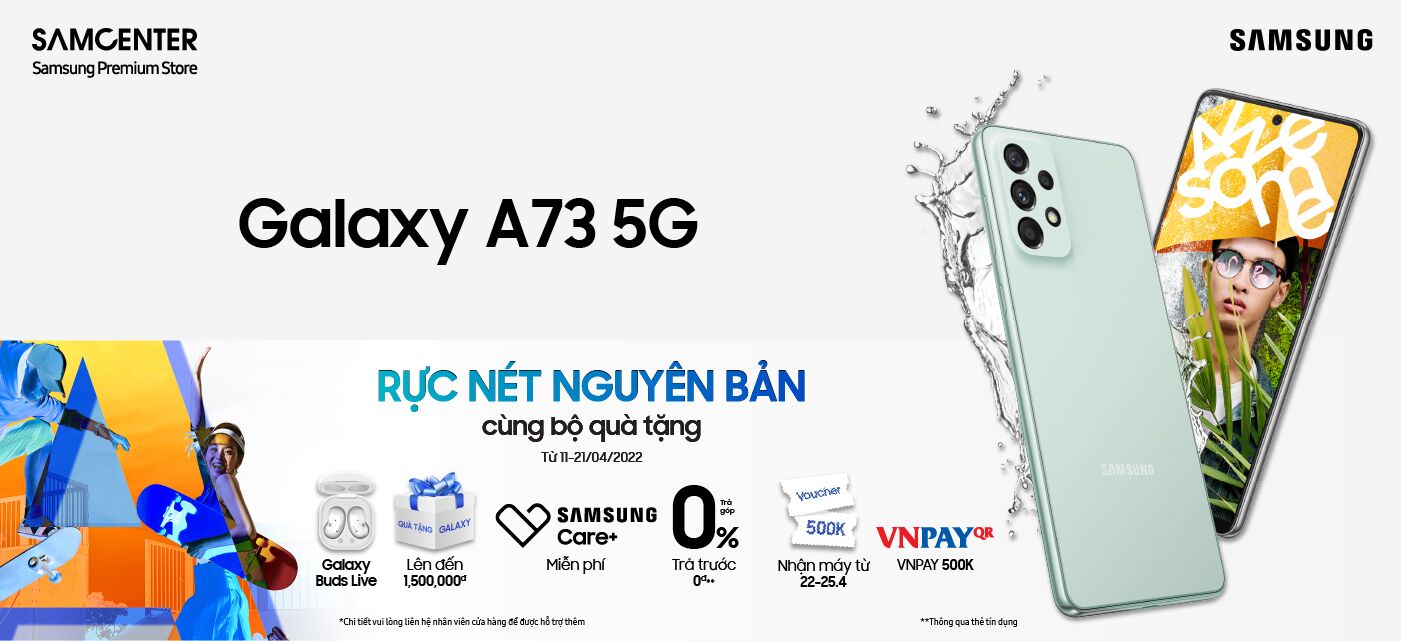 SAMCENTER
Samsung Premium Store
SAMSUNG
Galaxy A73 5G
AWE
SOME
SAMSUNG
RỰC NÉT NGUYÊN BẢN
cùng bộ quà tặng
Từ 11-21/04/2022
Galaxy
Buds Live
QUÀ TẶNG GALAXY
Lên đến
1,500,000đ
SAMSUNG
Care+
Miễn phí
0%
Trả
góp
Trả trước
0đ**
Voucher
500K
Nhận máy từ
22-25.4
VNPAYQR
VNPAY 500K
*Chi tiết vui lòng liên hệ nhân viên cửa hàng để được hỗ trợ thêm
**Thông qua thẻ tín dụng